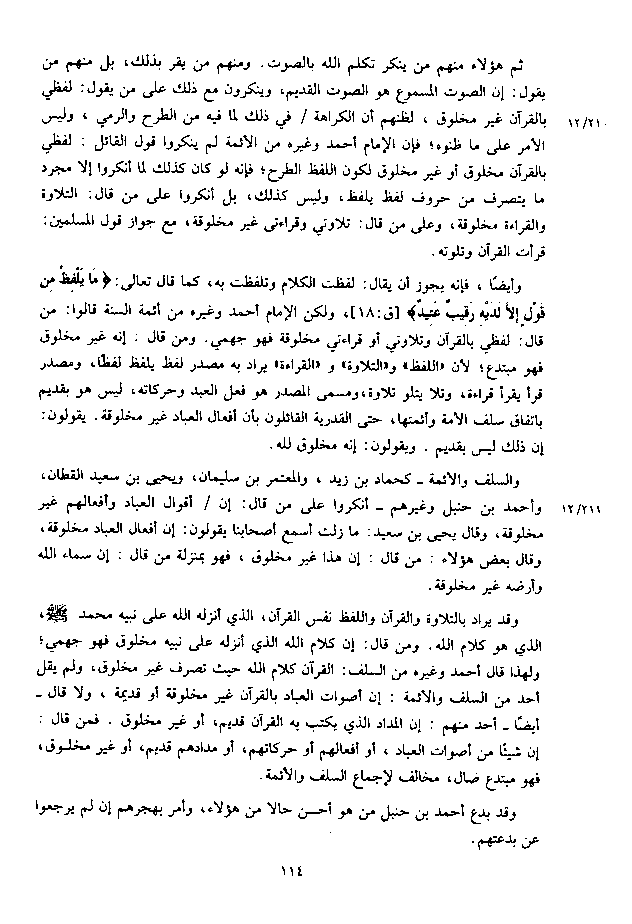 ثم هؤلاء منهم من ينكر تكلم الله بالصوت. ومنهم من يقر بذلك، بل منهم من
يقول: إن الصوت المسموع هو الصوت القديم، وينكرون مع ذلك على من يقول: لفظي
بالقرآن غير مخلوق ، لظنهم أن الكراهة / في ذلك لما فيه من الطرح والرمي ، وليس
١٢/٢١٠
الأمر على ما ظنوه؛ فإن الإمام أحمد وغيره من الأئمة لم ينكروا قول القائل : لفظي
بالقرآن مخلوق أو غير مخلوق لكون اللفظ الطرح؛ فإنه لو كان كذلك لما أنكروا إلا مجرد
ما يتصرف من حروف لفظ يلفظ، وليس كذلك، بل أنكروا على من قال: التلاوة
والقراءة مخلوقة، وعلى من قال: تلاوتي وقراءتي غير مخلوقة، مع جواز قول المسلمين:
قرأت القرآن وتلوته.
وأيضًا ، فإنه يجوز أن يقال: لفظت الكلام وتلفظت به، كما قال تعالى: ﴿ مَا يَلْفِظُ مِن
قَوْلٍ إِلاَّ لَدَيْهِ رَقِيبٌ عَتِيدٌ﴾ [ق:١٨]، ولكن الإمام أحمد وغيره من أئمة السنة قالوا: من
قال: لفظي بالقرآن وتلاوتي أو قراءتي مخلوقة فهو جهمي. ومن قال : إنه غير مخلوق
فهو مبتدع؛ لأن «اللفظ» و«التلاوة» و «القراءة» يراد به مصدر لفظ يلفظ لفظًا، ومصدر
قرأ يقرأ قراءة، وتلا يتلو تلاوة،ومسمى المصدر هو فعل العبد وحركاته، ليس هو بقديم
باتفاق سلف الأمة وأئمتها، حتى القدرية القائلون بأن أفعال العباد غير مخلوقة. يقولون:
إن ذلك ليس بقديم . ويقولون: إنه مخلوق لله.
والسلف والأئمة ـ كحماد بن زيد ، والمعتمر بن سليمان، ويحيى بن سعيد القطان،
وأحمد بن حنبل وغيرهم ـ أنكروا على من قال: إن / أقوال العباد وأفعالهم غير
١٢/٢١١
مخلوقة، وقال يحيى بن سعيد: ما زلت أسمع أصحابنا يقولون: إن أفعال العباد مخلوقة،
وقال بعض هؤلاء : من قال : إن هذا غير مخلوق ، فهو بمنزلة من قال : إن سماء الله
وأرضه غير مخلوقة.
وقد يراد بالتلاوة والقرآن واللفظ نفس القرآن، الذي أنزله الله على نبيه محمد ﷺ،
الذي هو كلام الله. ومن قال: إن كلام الله الذي أنزله على نبيه مخلوق فهو جهمي؛
ولهذا قال أحمد وغيره من السلف: القرآن كلام الله حيث تصرف غير مخلوق، ولم يقل
أحد من السلف والأئمة : إن أصوات العباد بالقرآن غير مخلوقة أو قديمة ، ولا قال ـ
أيضًا ـ أحد منهم : إن المداد الذي يكتب به القرآن قديم، أو غير مخلوق . فمن قال :
إن شيئًا من أصوات العباد ، أو أفعالهم أو حركاتهم، أو مدادهم قديم، أو غير مخلوق،
فهو مبتدع ضال، مخالف لإجماع السلف والأئمة.
وقد بدع أحمد بن حنبل من هو أحسن حالا من هؤلاء، وأمر بهجرهم إن لم يرجعوا
عن بدعتهم.
١١٤